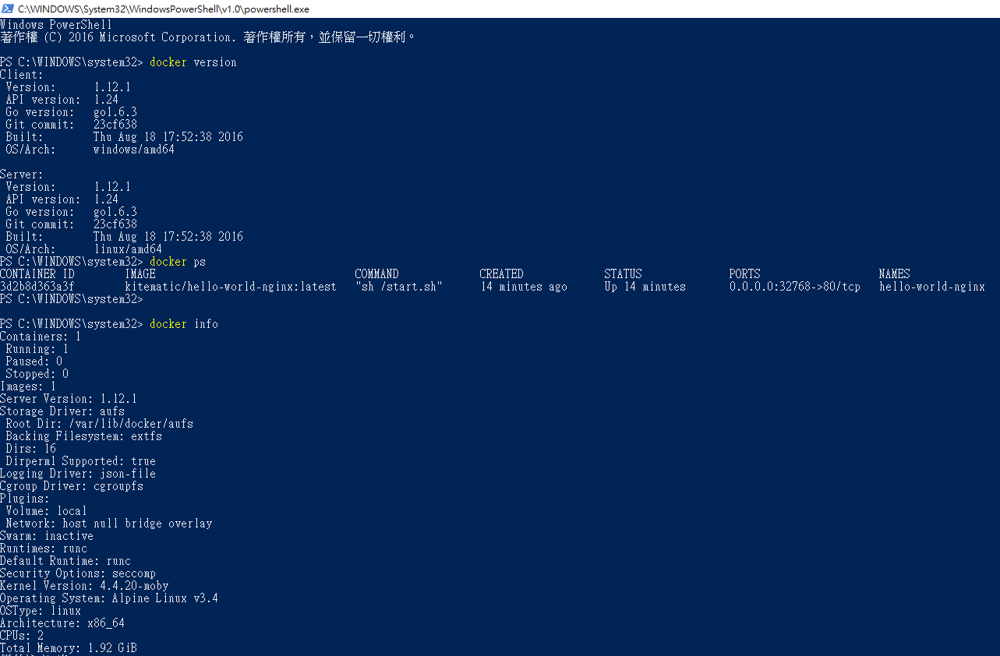 C:\WINDOWS\System32\WindowsPowerShell\v1.0\powershell.exe
Windows PowerShell
著作權 (C) 2016 Microsoft Corporation. 著作權所有，並保留一切權利。
PS C:\WINDOWS\system32> docker version
Client:
 Version:      1.12.1
 API version:  1.24
 Go version:   go1.6.3
 Git commit:   23cf638
 Built:        Thu Aug 18 17:52:38 2016
 OS/Arch:      windows/amd64
Server:
 Version:      1.12.1
 API version:  1.24
 Go version:   go1.6.3
 Git commit:   23cf638
 Built:        Thu Aug 18 17:52:38 2016
 OS/Arch:      linux/amd64
PS C:\WINDOWS\system32> docker ps
CONTAINER ID        IMAGE                                COMMAND             CREATED             STATUS              PORTS                   NAMES
3d2b8d363a3f        kitematic/hello-world-nginx:latest   "sh /start.sh"      14 minutes ago      Up 14 minutes       0.0.0.0:32768->80/tcp   hello-world-nginx
PS C:\WINDOWS\system32>
PS C:\WINDOWS\system32> docker info
Containers: 1
 Running: 1
 Paused: 0
 Stopped: 0
Images: 1
Server Version: 1.12.1
Storage Driver: aufs
 Root Dir: /var/lib/docker/aufs
 Backing Filesystem: extfs
 Dirs: 16
 Dirperm1 Supported: true
Logging Driver: json-file
Cgroup Driver: cgroupfs
Plugins:
 Volume: local
 Network: host null bridge overlay
Swarm: inactive
Runtimes: runc
Default Runtime: runc
Security Options: seccomp
Kernel Version: 4.4.20-moby
Operating System: Alpine Linux v3.4
OSType: linux
Architecture: x86_64
CPUs: 2
Total Memory: 1.92 GiB